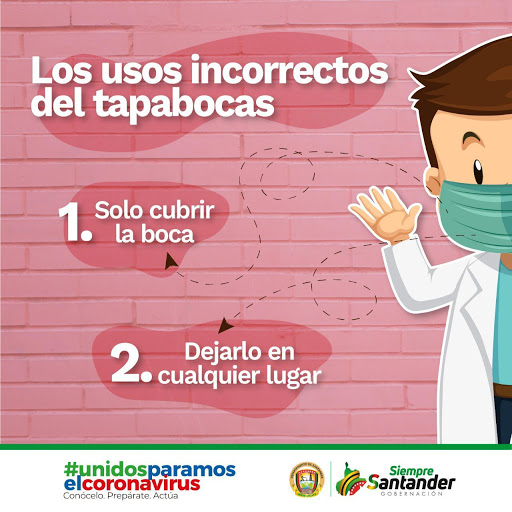 Los usos incorrectos
del tapabocas
1. Solo cubrir
la boca
2. Dejarlo en
cualquier lugar
#unidosparamos
elcoronavirus
Conócelo. Prepárate. Actúa
Siempre
Santander
GOBERNACIÓN